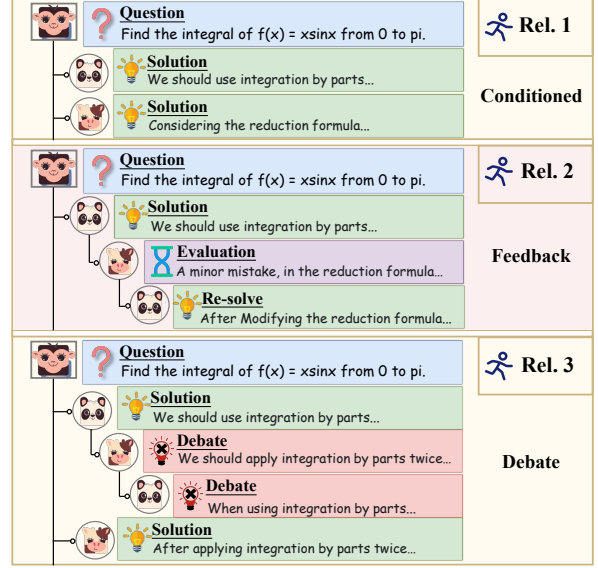 Question
Find the integral of f(x) = xsinx from 0 to pi.
Rel. 1
Solution
We should use integration by parts...
Conditioned
Solution
Considering the reduction formula...
Question
Find the integral of f(x) = xsinx from 0 to pi.
Rel. 2
Solution
We should use integration by parts...
Feedback
Evaluation
A minor mistake, in the reduction formula...
Re-solve
After Modifying the reduction formula...
Question
Find the integral of f(x) = xsinx from 0 to pi.
Rel. 3
Solution
We should use integration by parts...
Debate
We should apply integration by parts twice...
Debate
Debate
When using integration by parts...
Solution
After applying integration by parts twice...